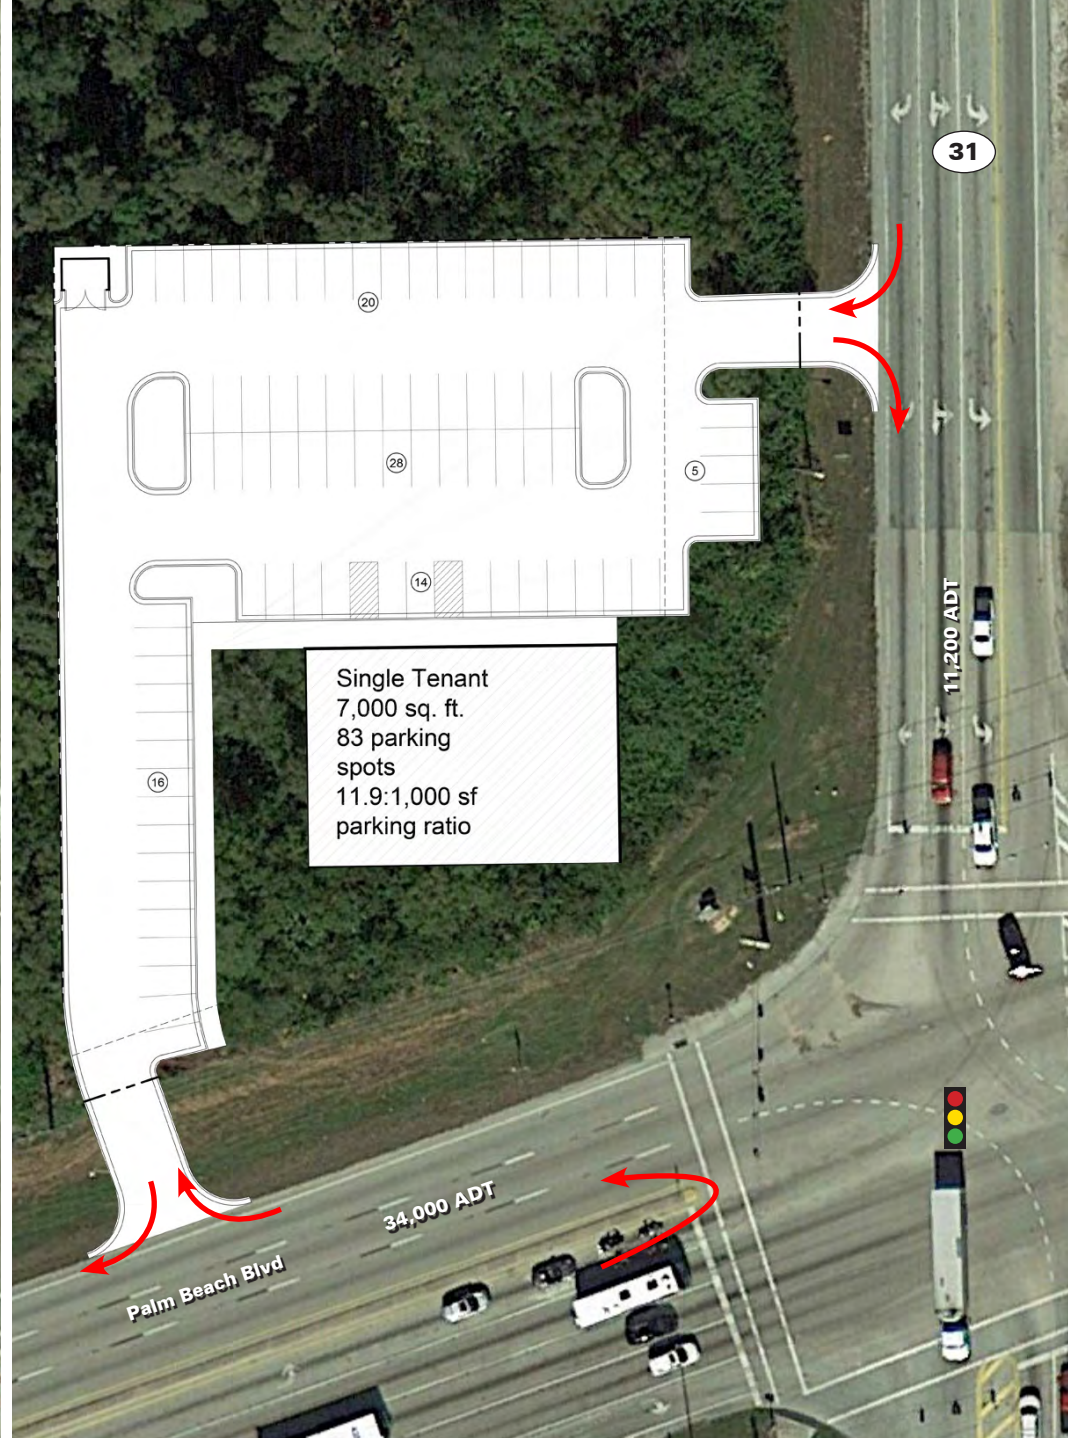 31
20
28
5
14
11,200 ADT
Single Tenant
7,000 sq. ft.
83 parking
spots
11.9:1,000 sf
parking ratio
16
34,000 ADT
Palm Beach Blvd